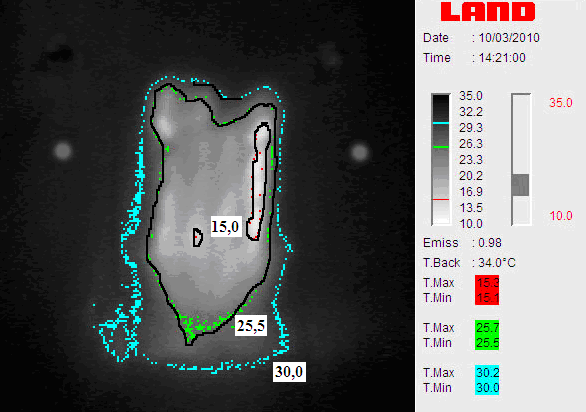 LAND
Date : 10/03/2010
Time : 14:21:00
35.0
32.2
29.3
26.3
23.3
20.2
16.9
13.5
10.0
35.0
10.0
Emiss : 0.98
T.Back : 34.0°C
T.Max 15.3
T.Min 15.1
T.Max 25.7
T.Min 25.5
T.Max 30.2
T.Min 30.0
15,0
25,5
30,0